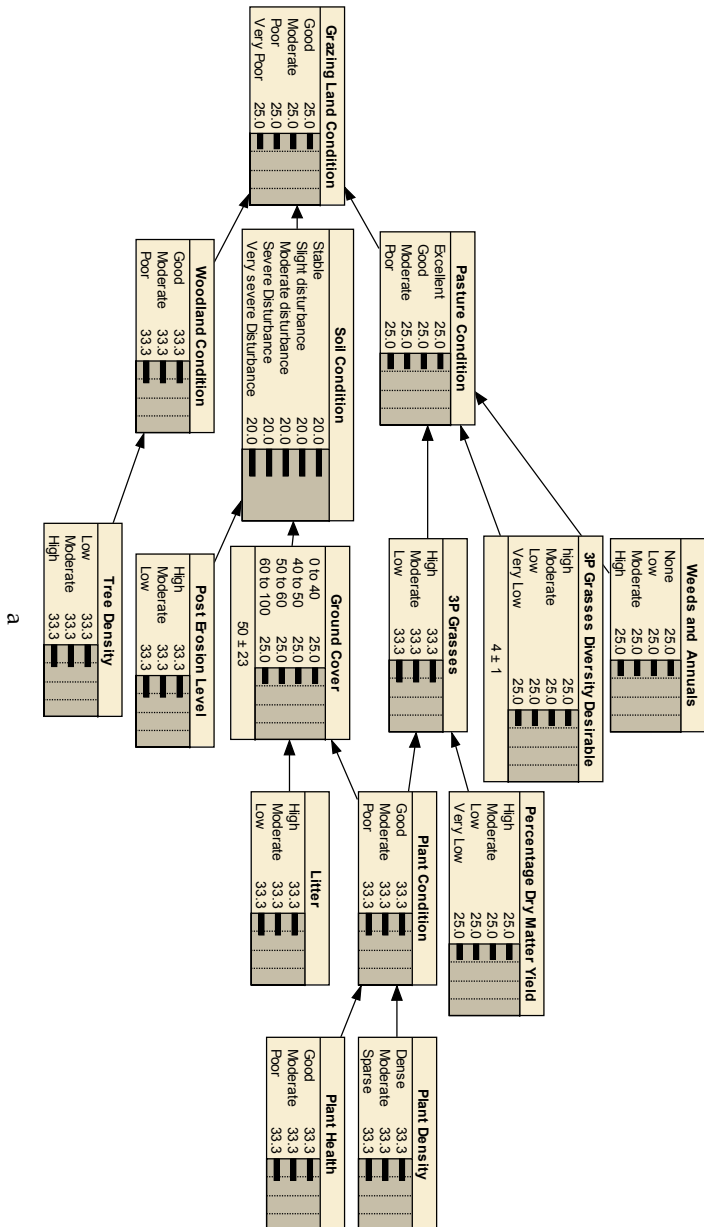 Weeds and Annuals
None 25.0
Low 25.0
Moderate 25.0
High 25.0
3P Grasses Diversity Desirable
high 25.0
Moderate 25.0
Low 25.0
Very Low 25.0
4 ± 1
Percentage Dry Matter Yield
High 25.0
Moderate 25.0
Low 25.0
Very Low 25.0
Pasture Condition
Excellent 25.0
Good 25.0
Moderate 25.0
Poor 25.0
3P Grasses
High 33.3
Moderate 33.3
Low 33.3
Plant Condition
Good 33.3
Moderate 33.3
Poor 33.3
Plant Density
Dense 33.3
Moderate 33.3
Sparse 33.3
Grazing Land Condition
Good 25.0
Moderate 25.0
Poor 25.0
Very Poor 25.0
Soil Condition
Stable 20.0
Slight disturbance 20.0
Moderate disturbance 20.0
Severe Disturbance 20.0
Very severe Disturbance 20.0
Ground Cover
0 to 40 25.0
40 to 50 25.0
50 to 60 25.0
60 to 100 25.0
50 ± 23
Litter
High 33.3
Moderate 33.3
Low 33.3
Plant Health
Good 33.3
Moderate 33.3
Poor 33.3
Woodland Condition
Good 33.3
Moderate 33.3
Poor 33.3
Post Erosion Level
High 33.3
Moderate 33.3
Low 33.3
Tree Density
Low 33.3
Moderate 33.3
High 33.3
a